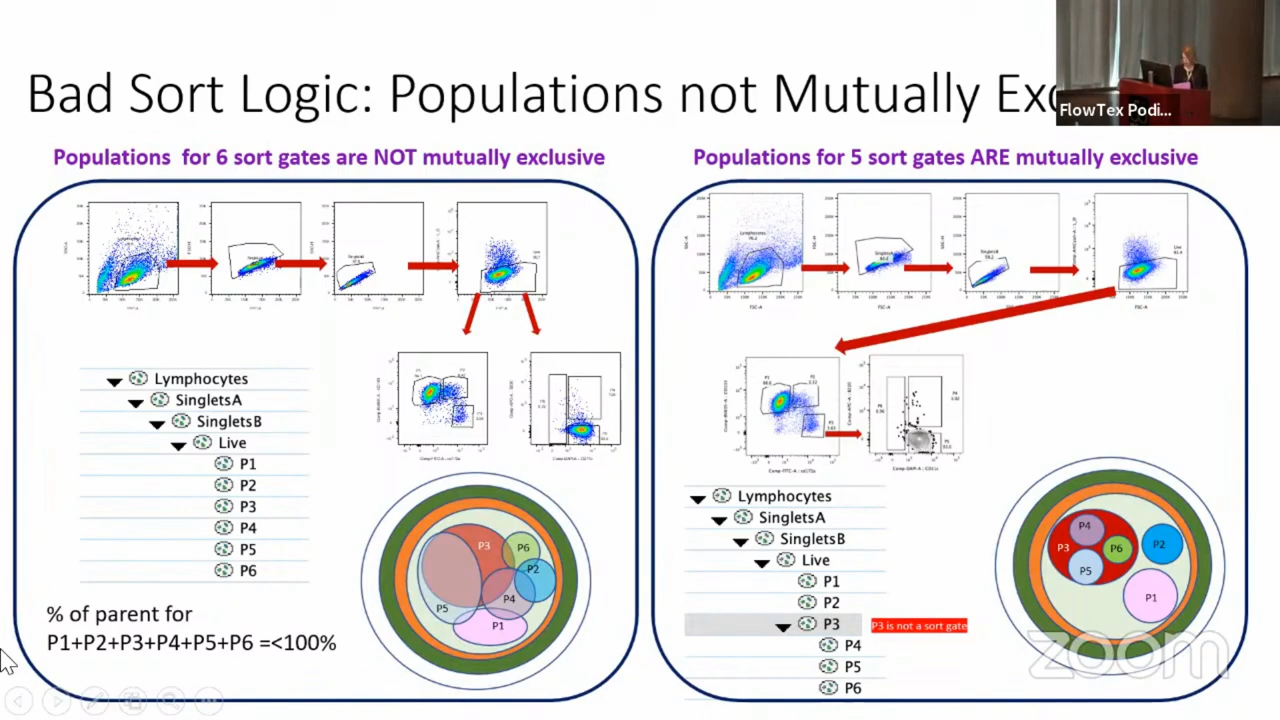 Bad Sort Logic: Populations not Mutually Exc
FlowTex Podi...
Populations for 6 sort gates are NOT mutually exclusive
Populations for 5 sort gates ARE mutually exclusive
Lymphocytes
SingletsA
SingletsB
Live
P1
P2
P3
P4
P5
P6
% of parent for
P1+P2+P3+P4+P5+P6 =<100%
P3
P6
P2
P4
P5
P1
Lymphocytes
SingletsA
SingletsB
Live
P1
P2
P3
P3 is not a sort gate
P4
P5
P6
P4
P3
P6
P2
P5
P1
zoom